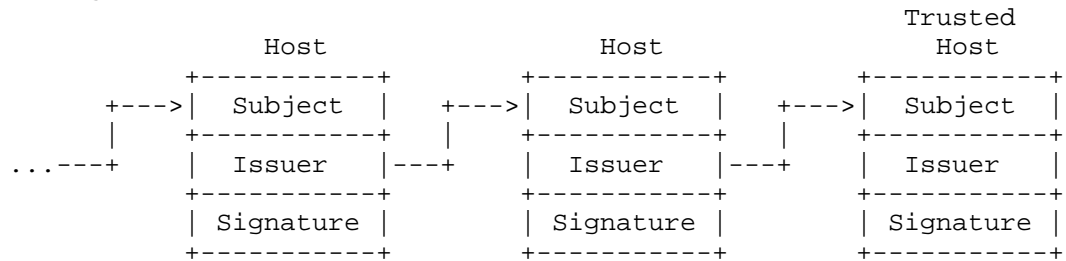 Trusted
Host Host Host
+-----------+ +-----------+ +-----------+
+--->| Subject | +--->| Subject | +--->| Subject |
| +-----------+ | +-----------+ | +-----------+
...---+ | Issuer |---+ | Issuer |---+ | Issuer |
+-----------+ +-----------+ +-----------+
| Signature | | Signature | | Signature |
+-----------+ +-----------+ +-----------+